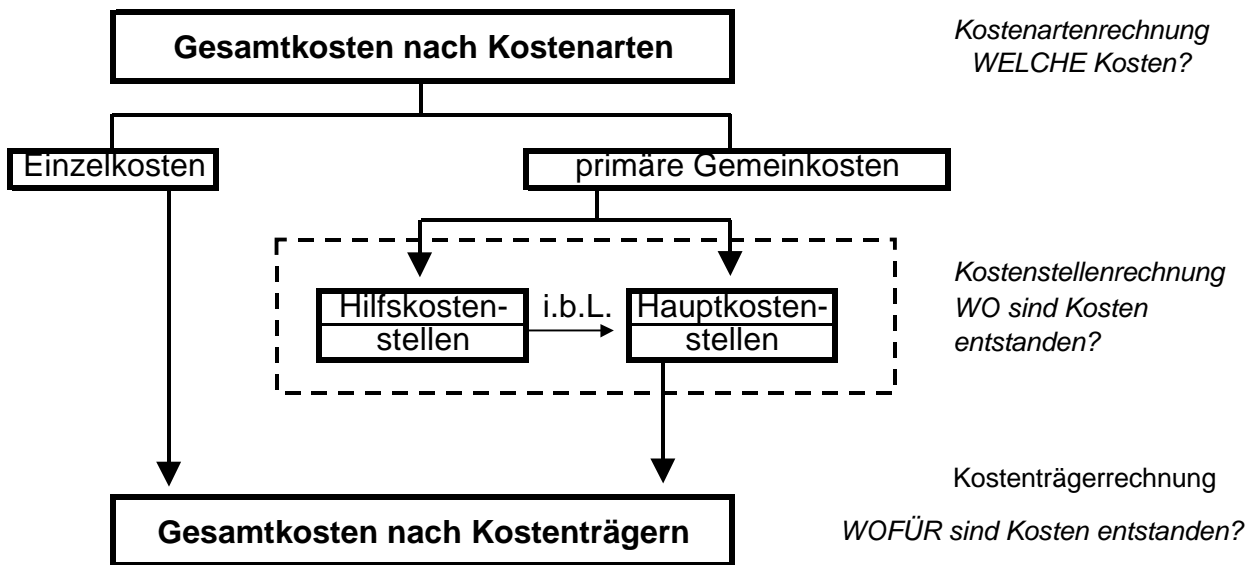 Gesamtkosten nach Kostenarten
Kostenartenrechnung
WELCHE Kosten?
Einzelkosten
primäre Gemeinkosten
Hilfskosten-
stellen
i.b.L.
Hauptkosten-
stellen
Kostenstellenrechnung
WO sind Kosten
entstanden?
Kostenträgerrechnung
Gesamtkosten nach Kostenträgern
WOFÜR sind Kosten entstanden?